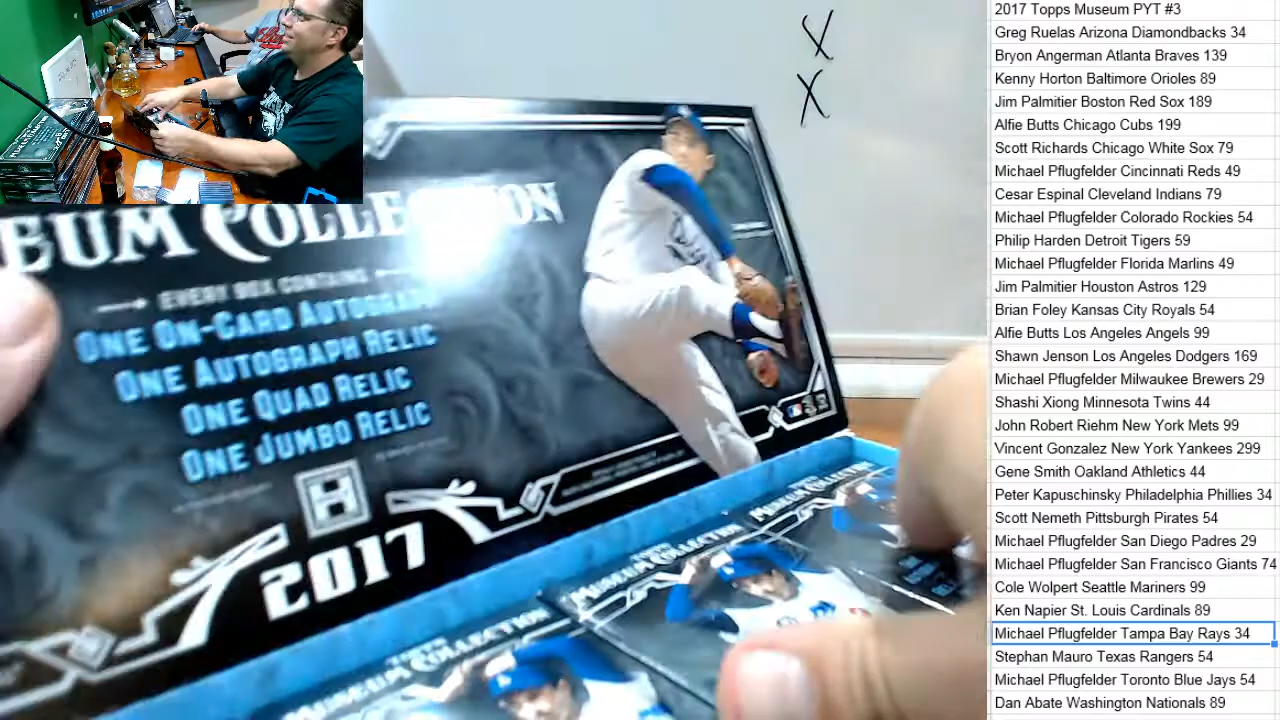 EUM COLLECTION
EVERY BOX CONTAINS
ONE ON-CARD AUTOGRAPH
ONE AUTOGRAPH RELIC
ONE QUAD RELIC
ONE JUMBO RELIC
H
2017
TOPPS
MUSEUM COLLECTION
TOPPS
MUSEUM COLLECTION
MUSEUM COLLECTION
X
X
2017 Topps Museum PYT #3
Greg Ruelas Arizona Diamondbacks 34
Bryon Angerman Atlanta Braves 139
Kenny Horton Baltimore Orioles 89
Jim Palmitier Boston Red Sox 189
Alfie Butts Chicago Cubs 199
Scott Richards Chicago White Sox 79
Michael Pflugfelder Cincinnati Reds 49
Cesar Espinal Cleveland Indians 79
Michael Pflugfelder Colorado Rockies 54
Philip Harden Detroit Tigers 59
Michael Pflugfelder Florida Marlins 49
Jim Palmitier Houston Astros 129
Brian Foley Kansas City Royals 54
Alfie Butts Los Angeles Angels 99
Shawn Jenson Los Angeles Dodgers 169
Michael Pflugfelder Milwaukee Brewers 29
Shashi Xiong Minnesota Twins 44
John Robert Riehm New York Mets 99
Vincent Gonzalez New York Yankees 299
Gene Smith Oakland Athletics 44
Peter Kapuschinsky Philadelphia Phillies 34
Scott Nemeth Pittsburgh Pirates 54
Michael Pflugfelder San Diego Padres 29
Michael Pflugfelder San Francisco Giants 74
Cole Wolpert Seattle Mariners 99
Ken Napier St. Louis Cardinals 89
Michael Pflugfelder Tampa Bay Rays 34
Stephan Mauro Texas Rangers 54
Michael Pflugfelder Toronto Blue Jays 54
Dan Abate Washington Nationals 89